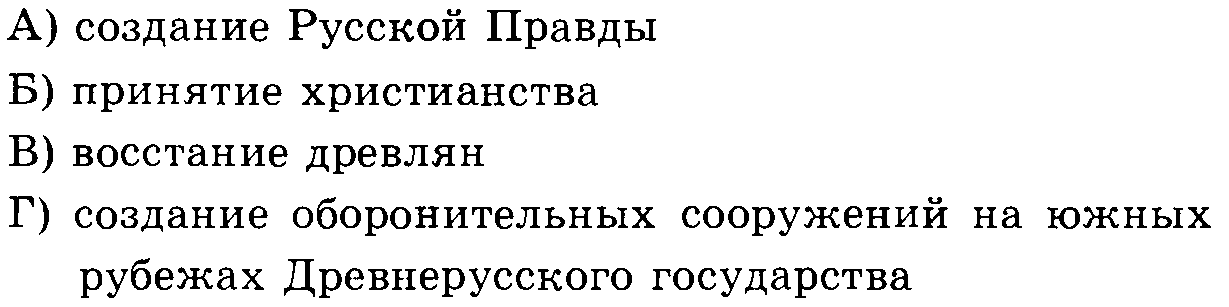 А) создание Русской Правды
Б) принятие христианства
В) восстание древлян
Г) создание оборонительных сооружений на южных
рубежах Древнерусского государства